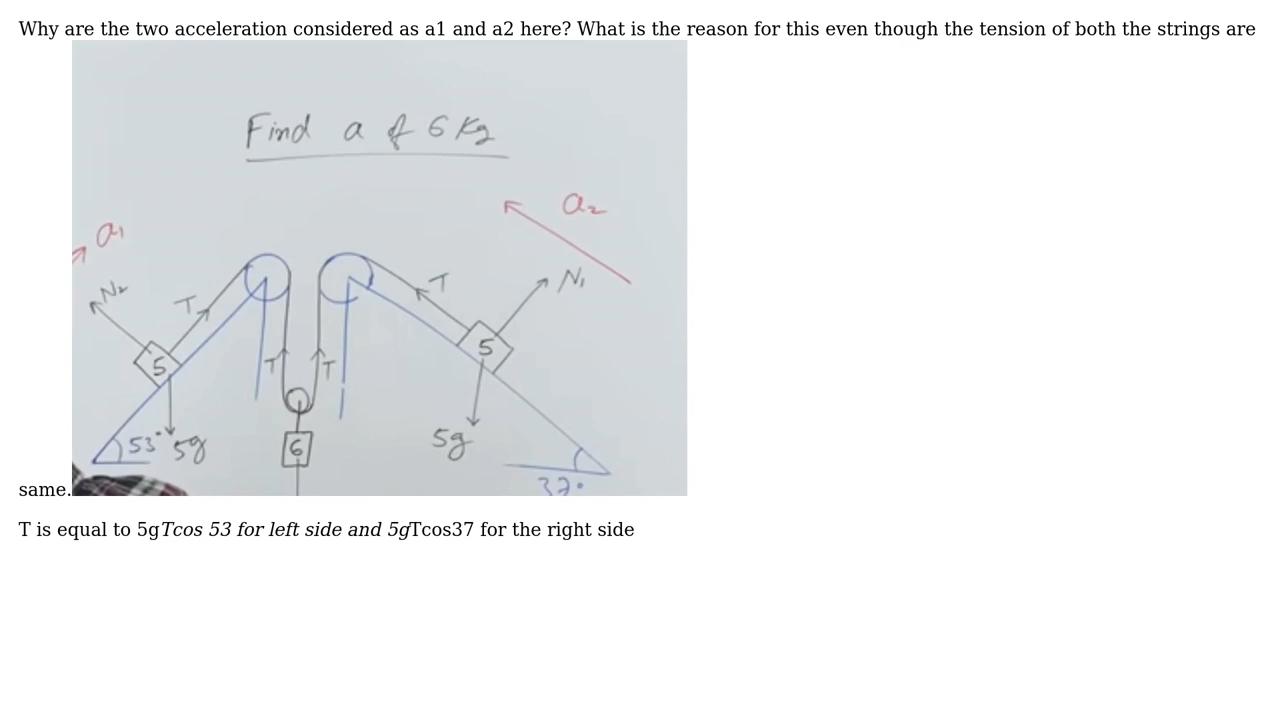 Why are the two acceleration considered as a1 and a2 here? What is the reason for this even though the tension of both the strings are
Find a of 6 Kg
a₂
a₁
N₂
T
T
N₁
5
T
T
5
53° 5g
6
5g
37°
same.
T is equal to 5gTcos 53 for left side and 5gTcos37 for the right side